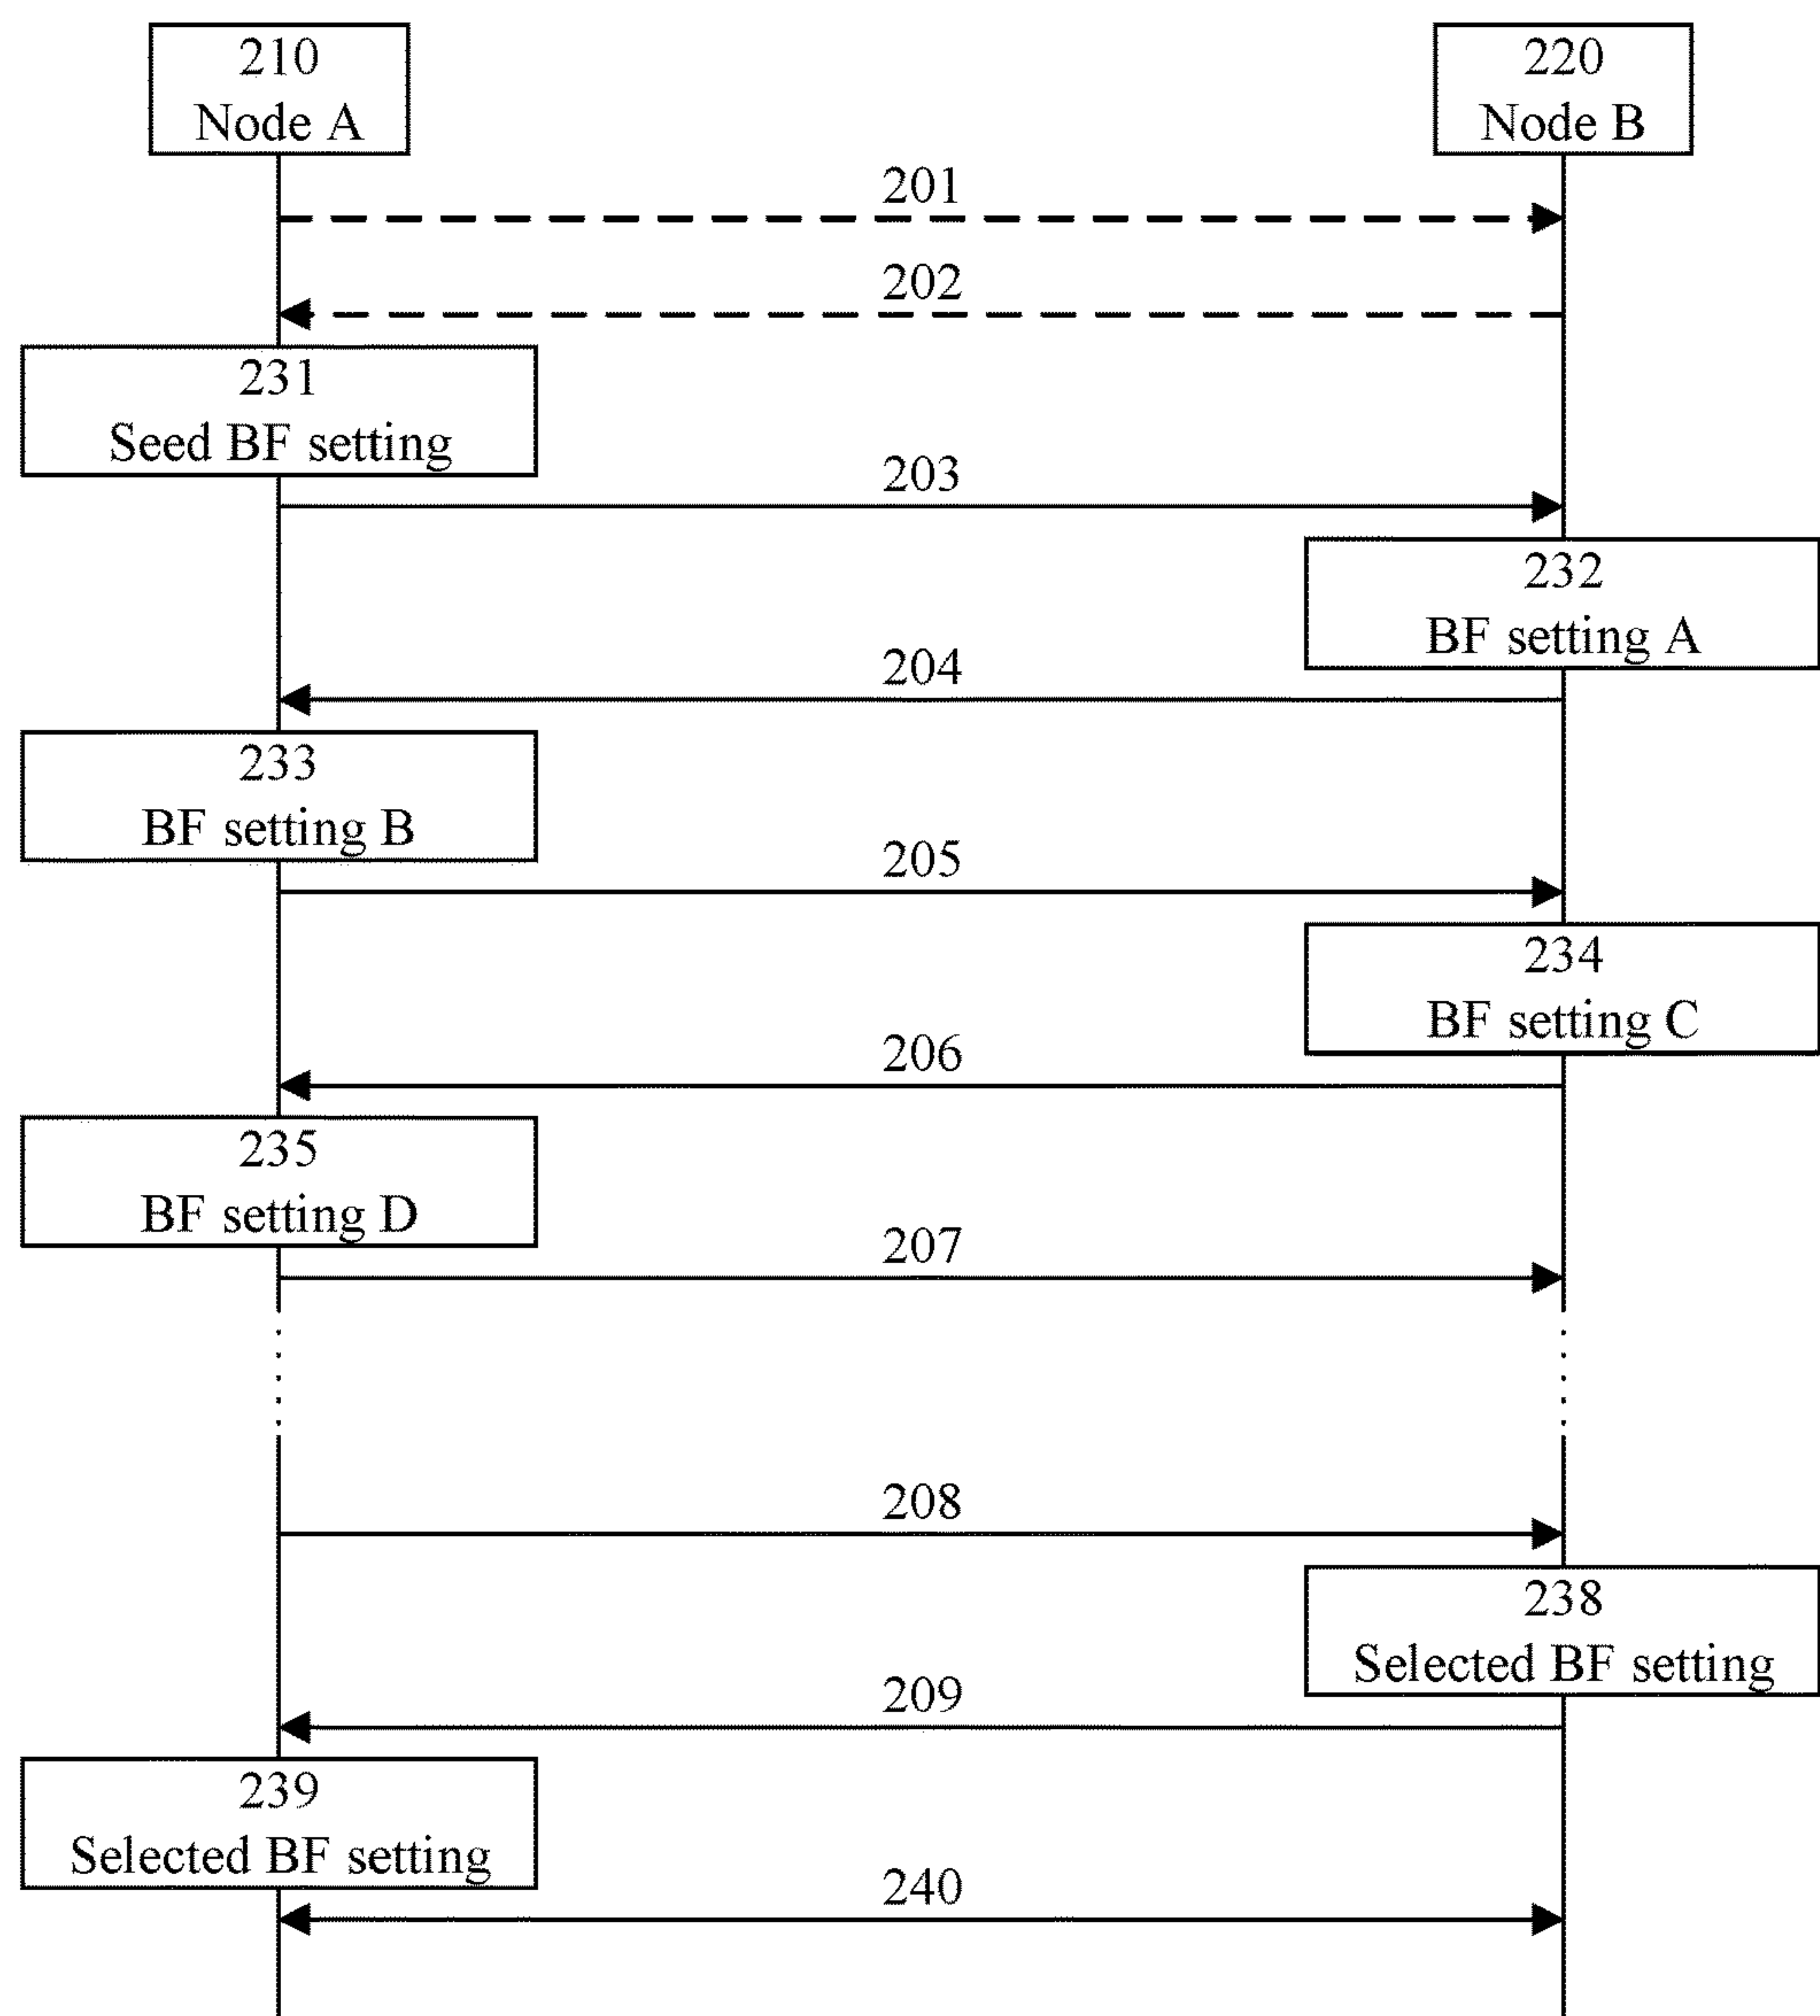 210
Node A
220
Node B
201
202
231
Seed BF setting
203
232
BF setting A
204
233
BF setting B
205
234
BF setting C
206
235
BF setting D
207
208
238
Selected BF setting
209
239
Selected BF setting
240